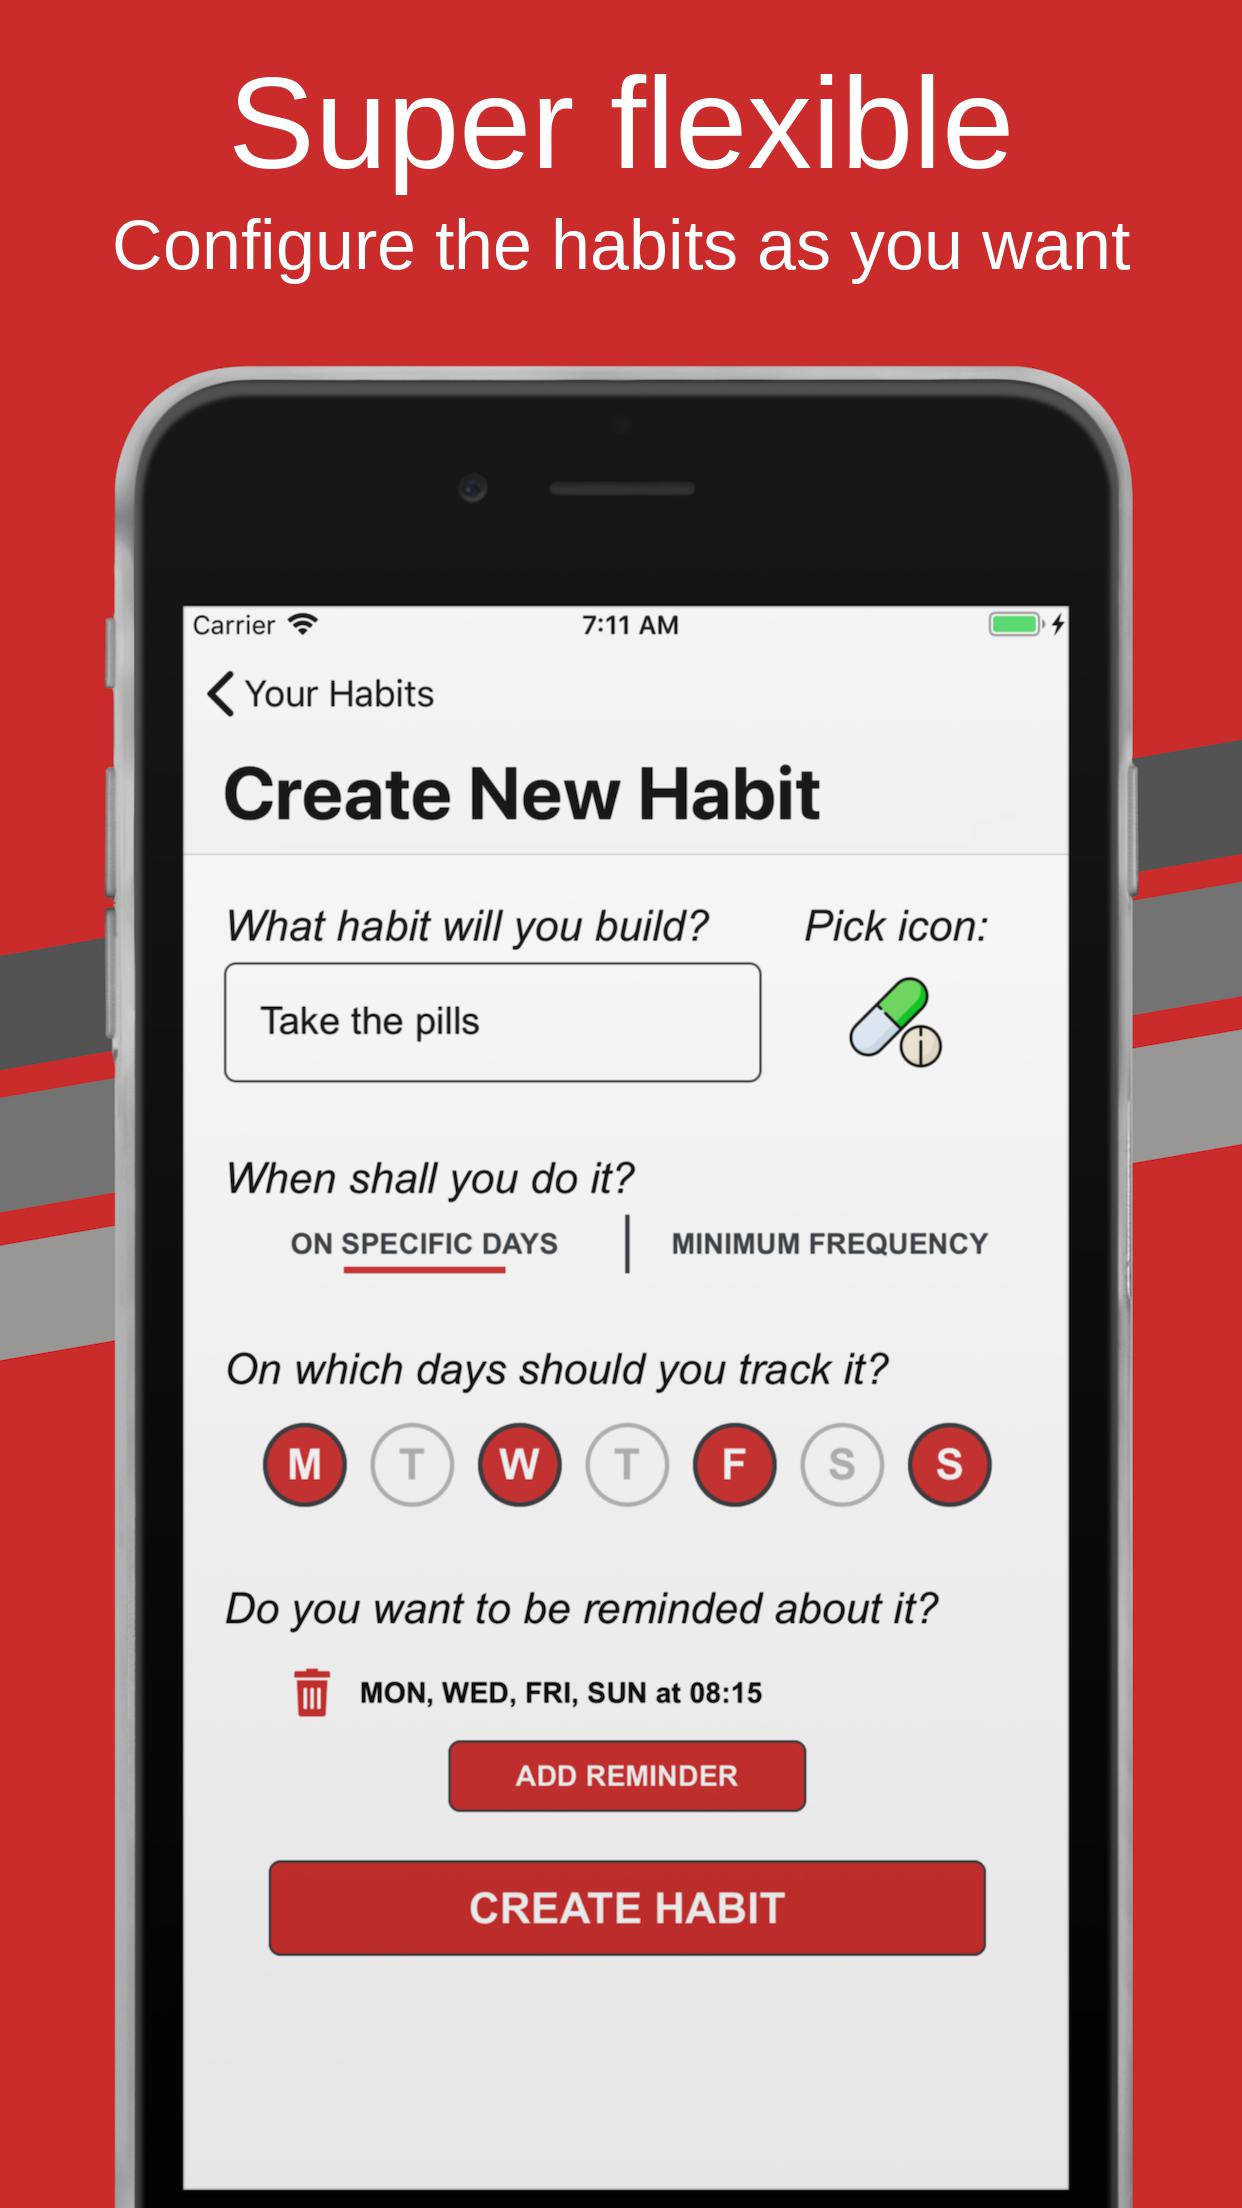 Super flexible
Configure the habits as you want
Carrier 7:11 AM
Your Habits
Create New Habit
What habit will you build? Pick icon:
Take the pills
When shall you do it?
ON SPECIFIC DAYS MINIMUM FREQUENCY
On which days should you track it?
M T W T F S S
Do you want to be reminded about it?
MON, WED, FRI, SUN at 08:15
ADD REMINDER
CREATE HABIT